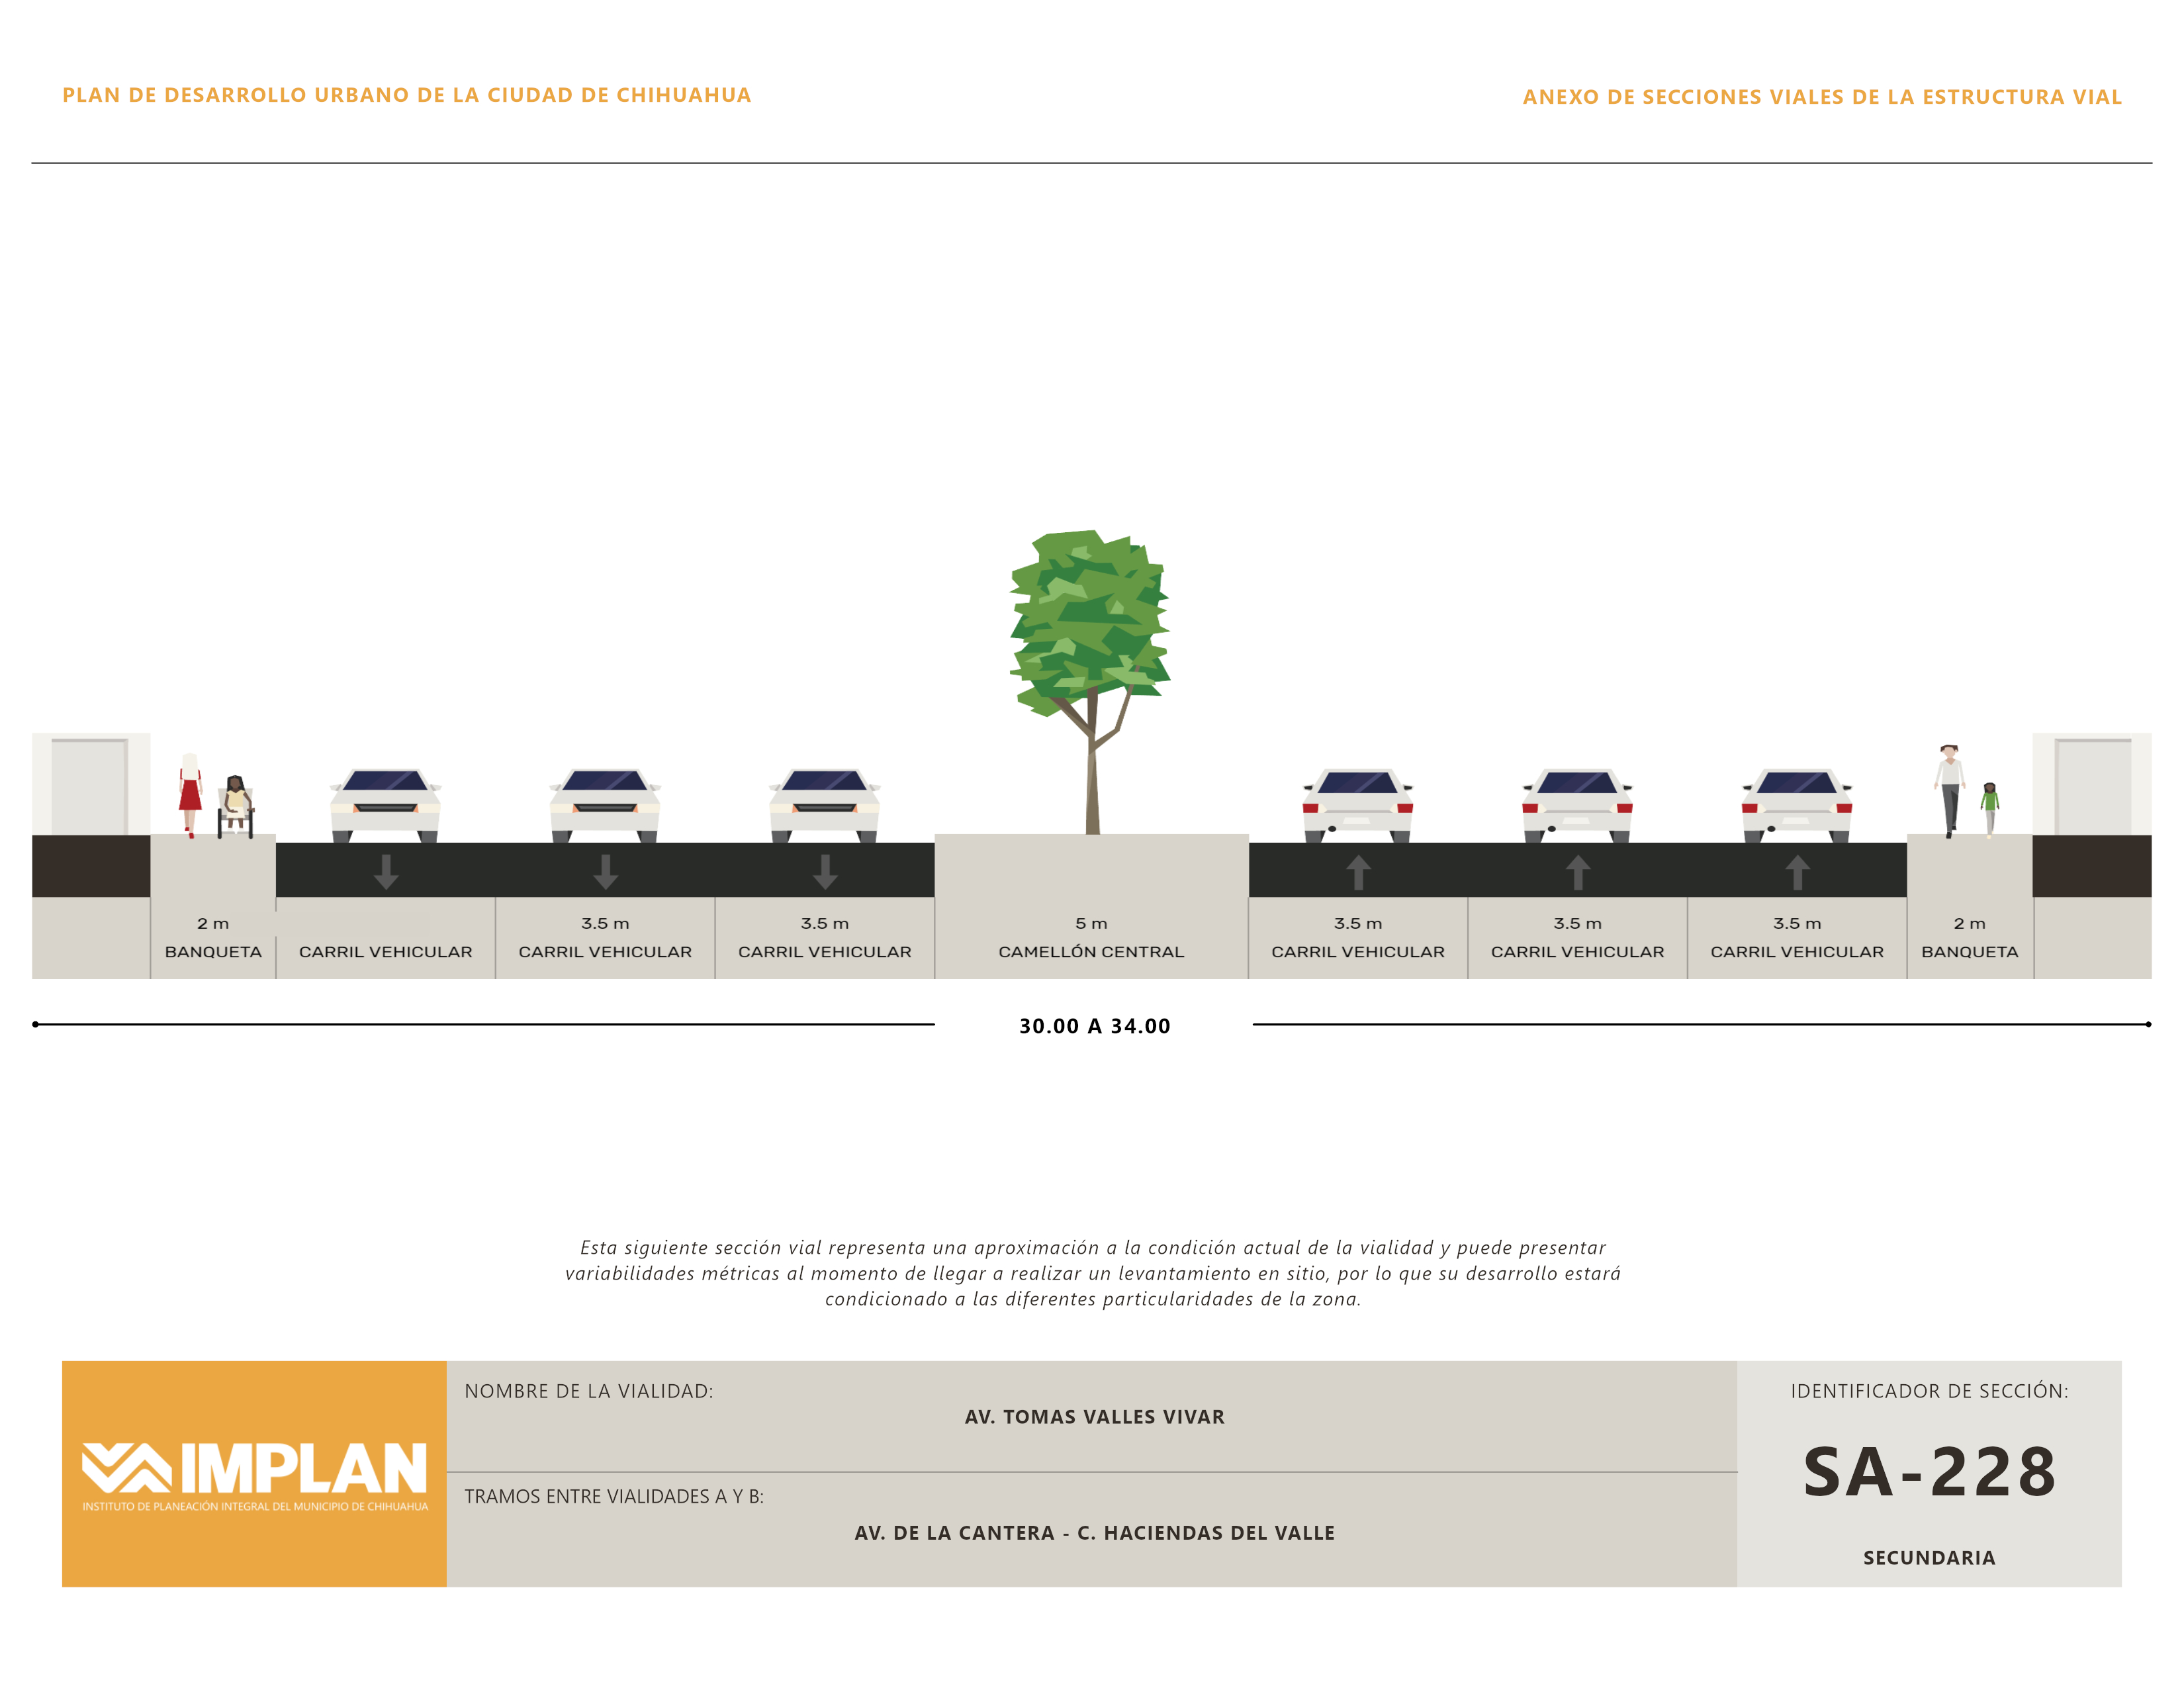 PLAN DE DESARROLLO URBANO DE LA CIUDAD DE CHIHUAHUA
ANEXO DE SECCIONES VIALES DE LA ESTRUCTURA VIAL
2 m
BANQUETA
CARRIL VEHICULAR
3.5 m
CARRIL VEHICULAR
3.5 m
CARRIL VEHICULAR
5 m
CAMELLÓN CENTRAL
3.5 m
CARRIL VEHICULAR
3.5 m
CARRIL VEHICULAR
3.5 m
CARRIL VEHICULAR
2 m
BANQUETA
30.00 A 34.00
Esta siguiente sección vial representa una aproximación a la condición actual de la vialidad y puede presentar
variabilidades métricas al momento de llegar a realizar un levantamiento en sitio, por lo que su desarrollo estará
condicionado a las diferentes particularidades de la zona.
IMPLAN
INSTITUTO DE PLANEACIÓN INTEGRAL DEL MUNICIPIO DE CHIHUAHUA
NOMBRE DE LA VIALIDAD:
AV. TOMAS VALLES VIVAR
TRAMOS ENTRE VIALIDADES A Y B:
AV. DE LA CANTERA - C. HACIENDAS DEL VALLE
IDENTIFICADOR DE SECCIÓN:
SA-228
SECUNDARIA